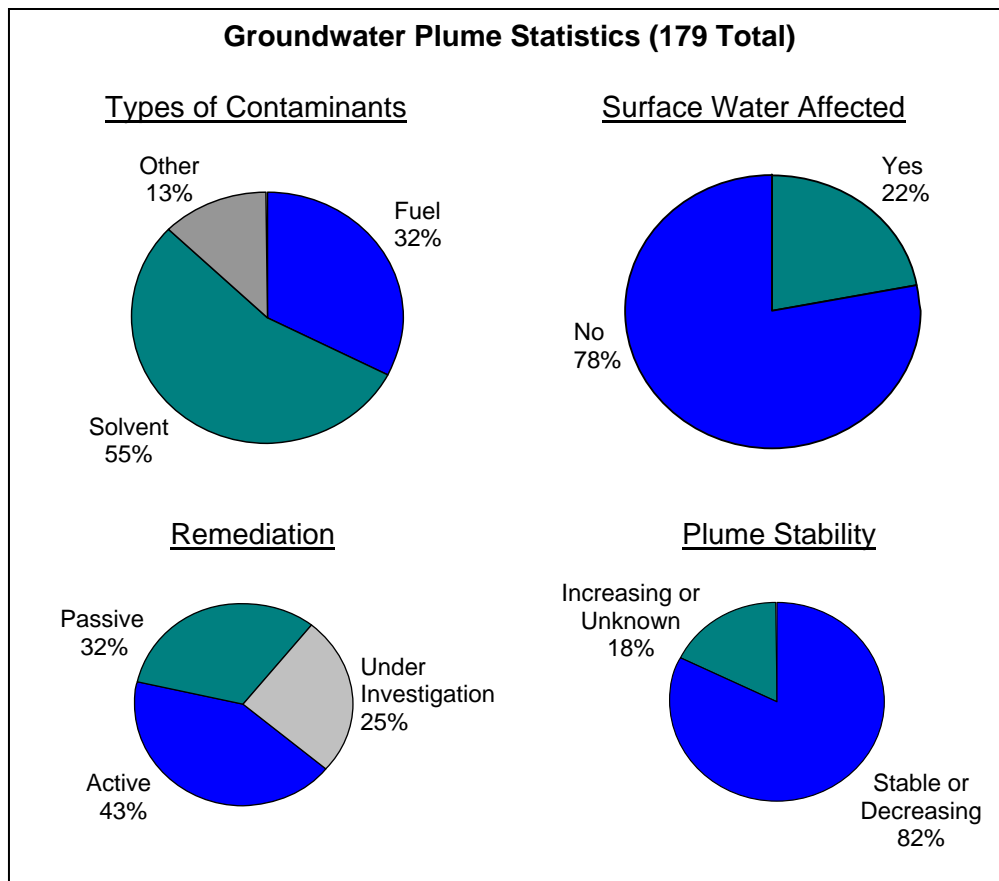 Groundwater Plume Statistics (179 Total)
Types of Contaminants
Other
13%
Fuel
32%
Solvent
55%
Surface Water Affected
Yes
22%
No
78%
Remediation
Passive
32%
Under
Investigation
25%
Active
43%
Plume Stability
Increasing or
Unknown
18%
Stable or
Decreasing
82%